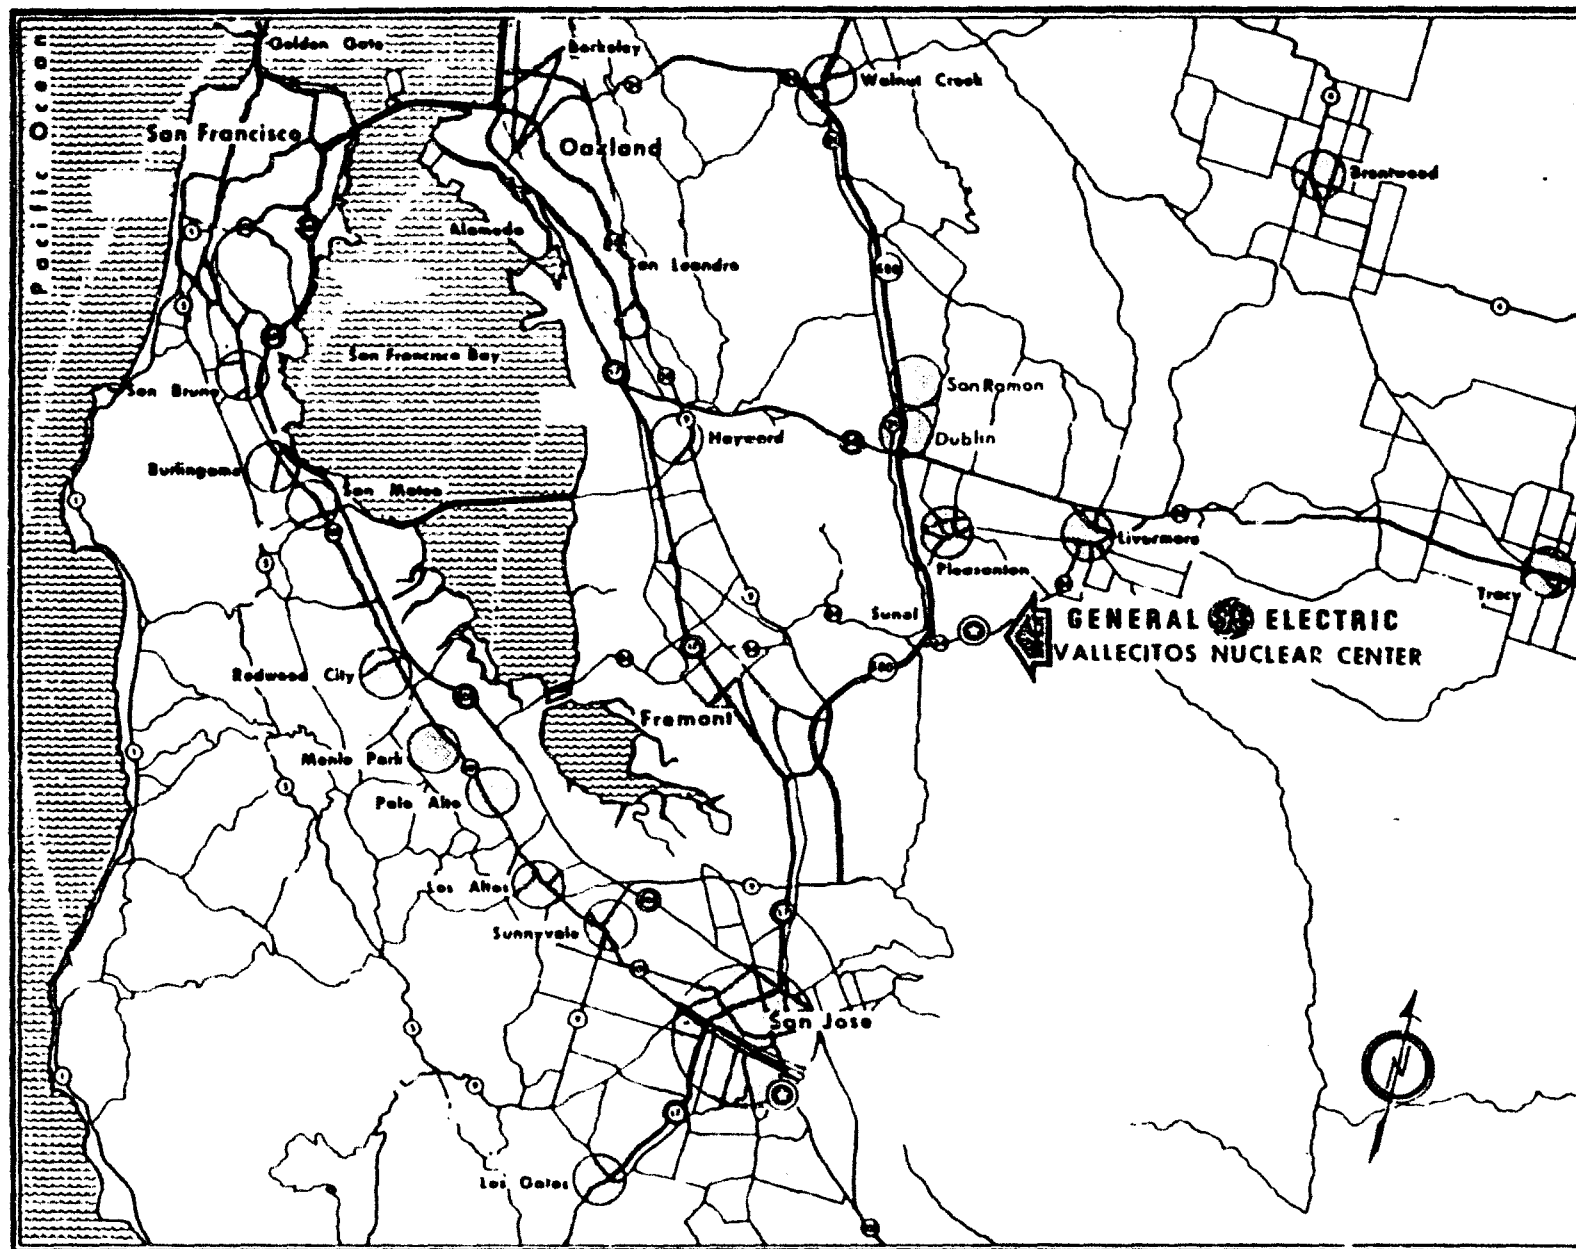 Pacific Ocean
Golden Gate
Berkeley
Walnut Creek
San Francisco
Oakland
Brentwood
Alameda
San Leandro
680
San Francisco Bay
San Bruno
San Ramon
Hayward
Dublin
Burlingame
San Mateo
Livermore
Pleasanton
Tracy
Sunol
GENERAL ELECTRIC
VALLECITOS NUCLEAR CENTER
680
Redwood City
Fremont
Menlo Park
Palo Alto
Los Altos
Sunnyvale
San Jose
Los Gatos